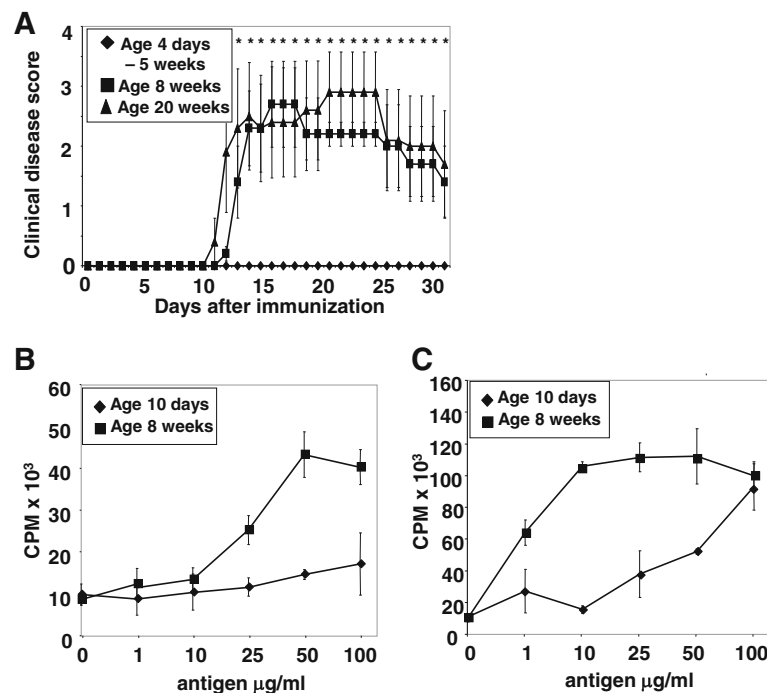 A
Clinical disease score
4
3
2
1
0
Age 4 days
– 5 weeks
Age 8 weeks
Age 20 weeks
* * * * * * * * * * * * * * * * * * *
0 5 10 15 20 25 30
Days after immunization
B
CPM x 10³
60
50
40
30
20
10
0
Age 10 days
Age 8 weeks
0 1 10 25 50 100
antigen μg/ml
C
CPM x 10³
160
140
120
100
80
60
40
20
0
Age 10 days
Age 8 weeks
0 1 10 25 50 100
antigen μg/ml